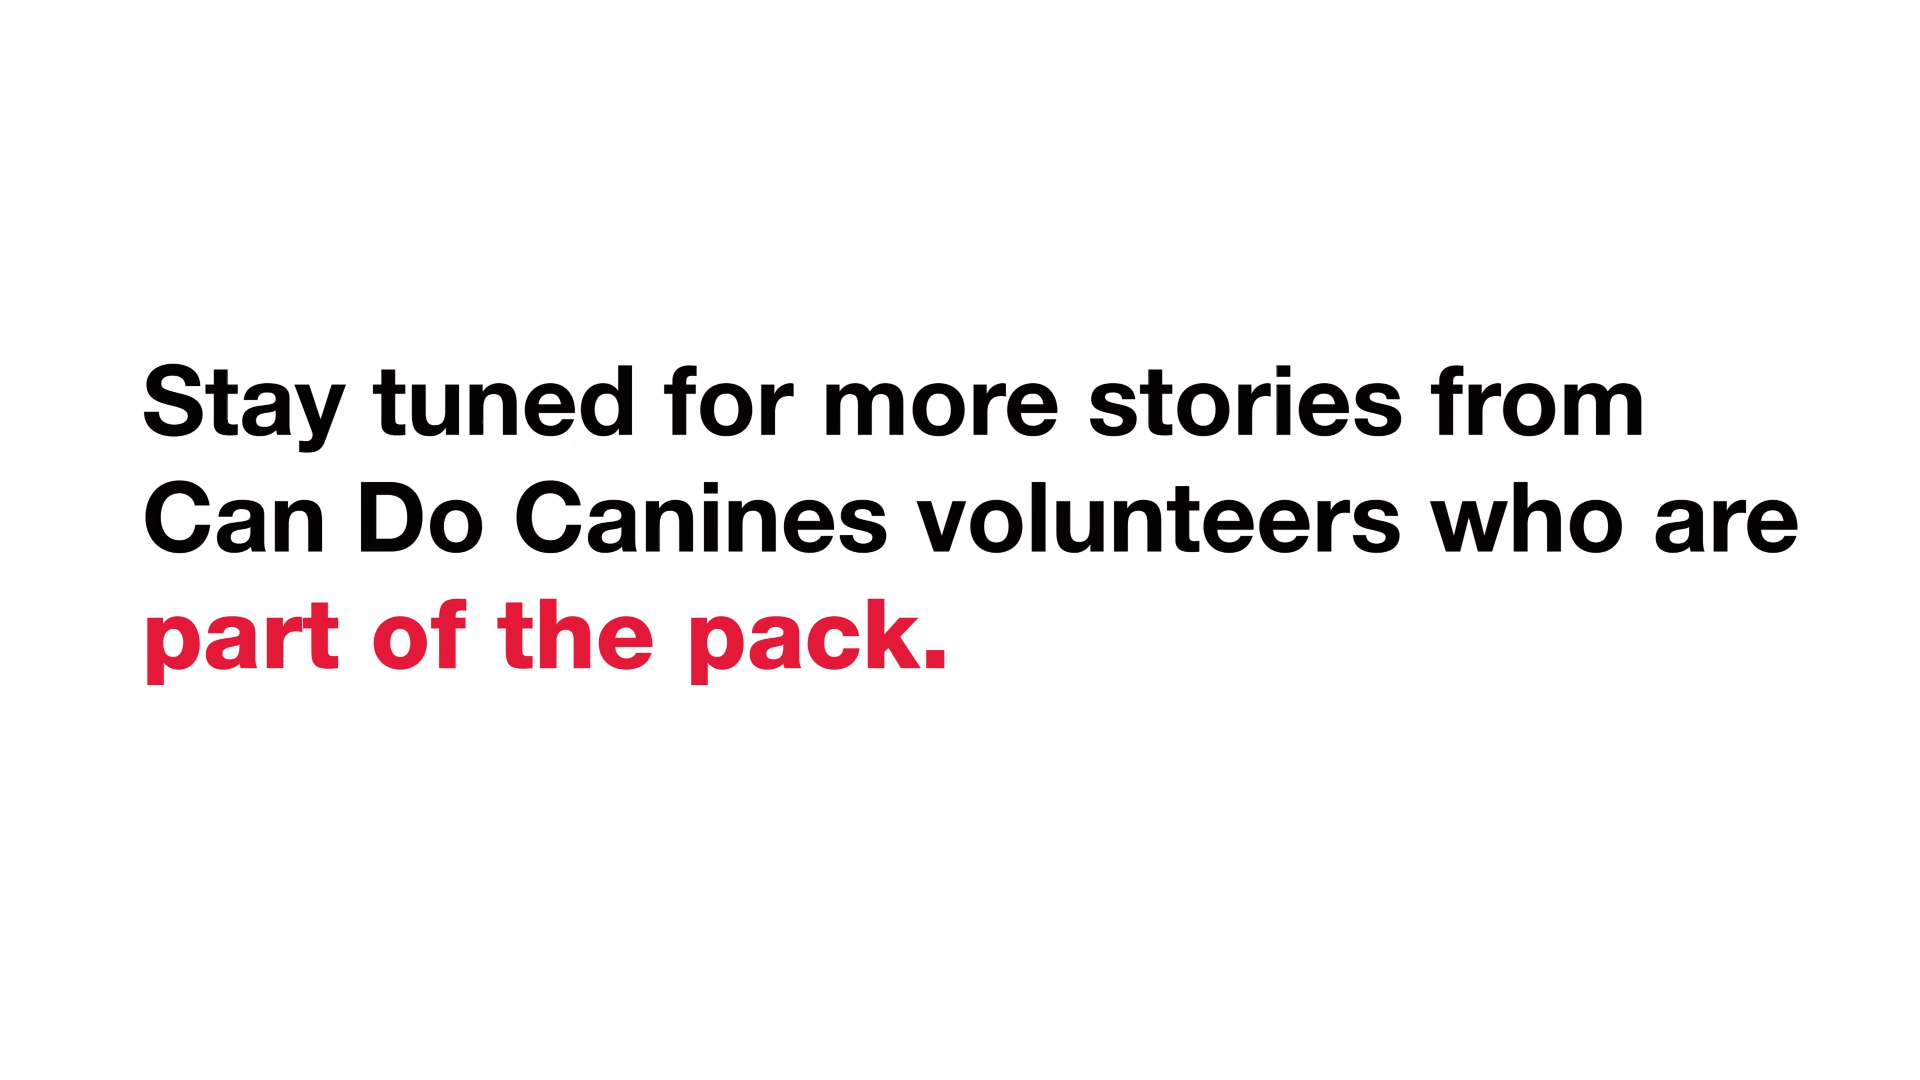 Stay tuned for more stories from
Can Do Canines volunteers who are
part of the pack.